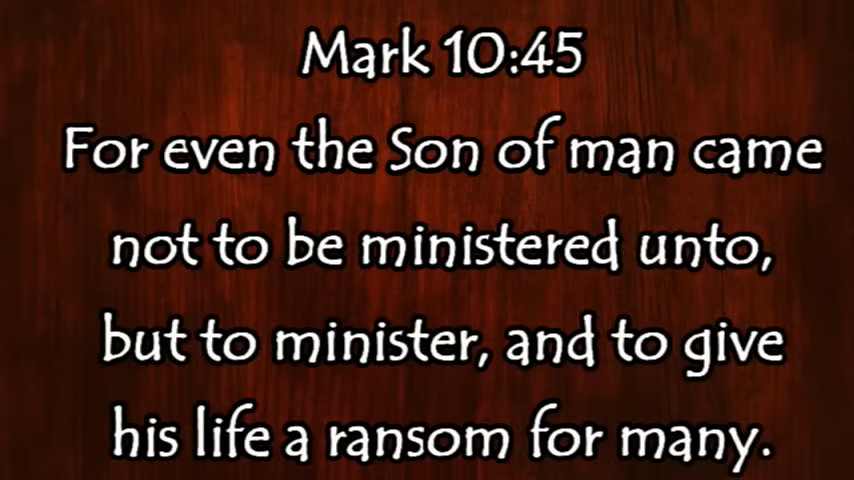 Mark 10:45
For even the Son of man came
not to be ministered unto,
but to minister, and to give
his life a ransom for many.